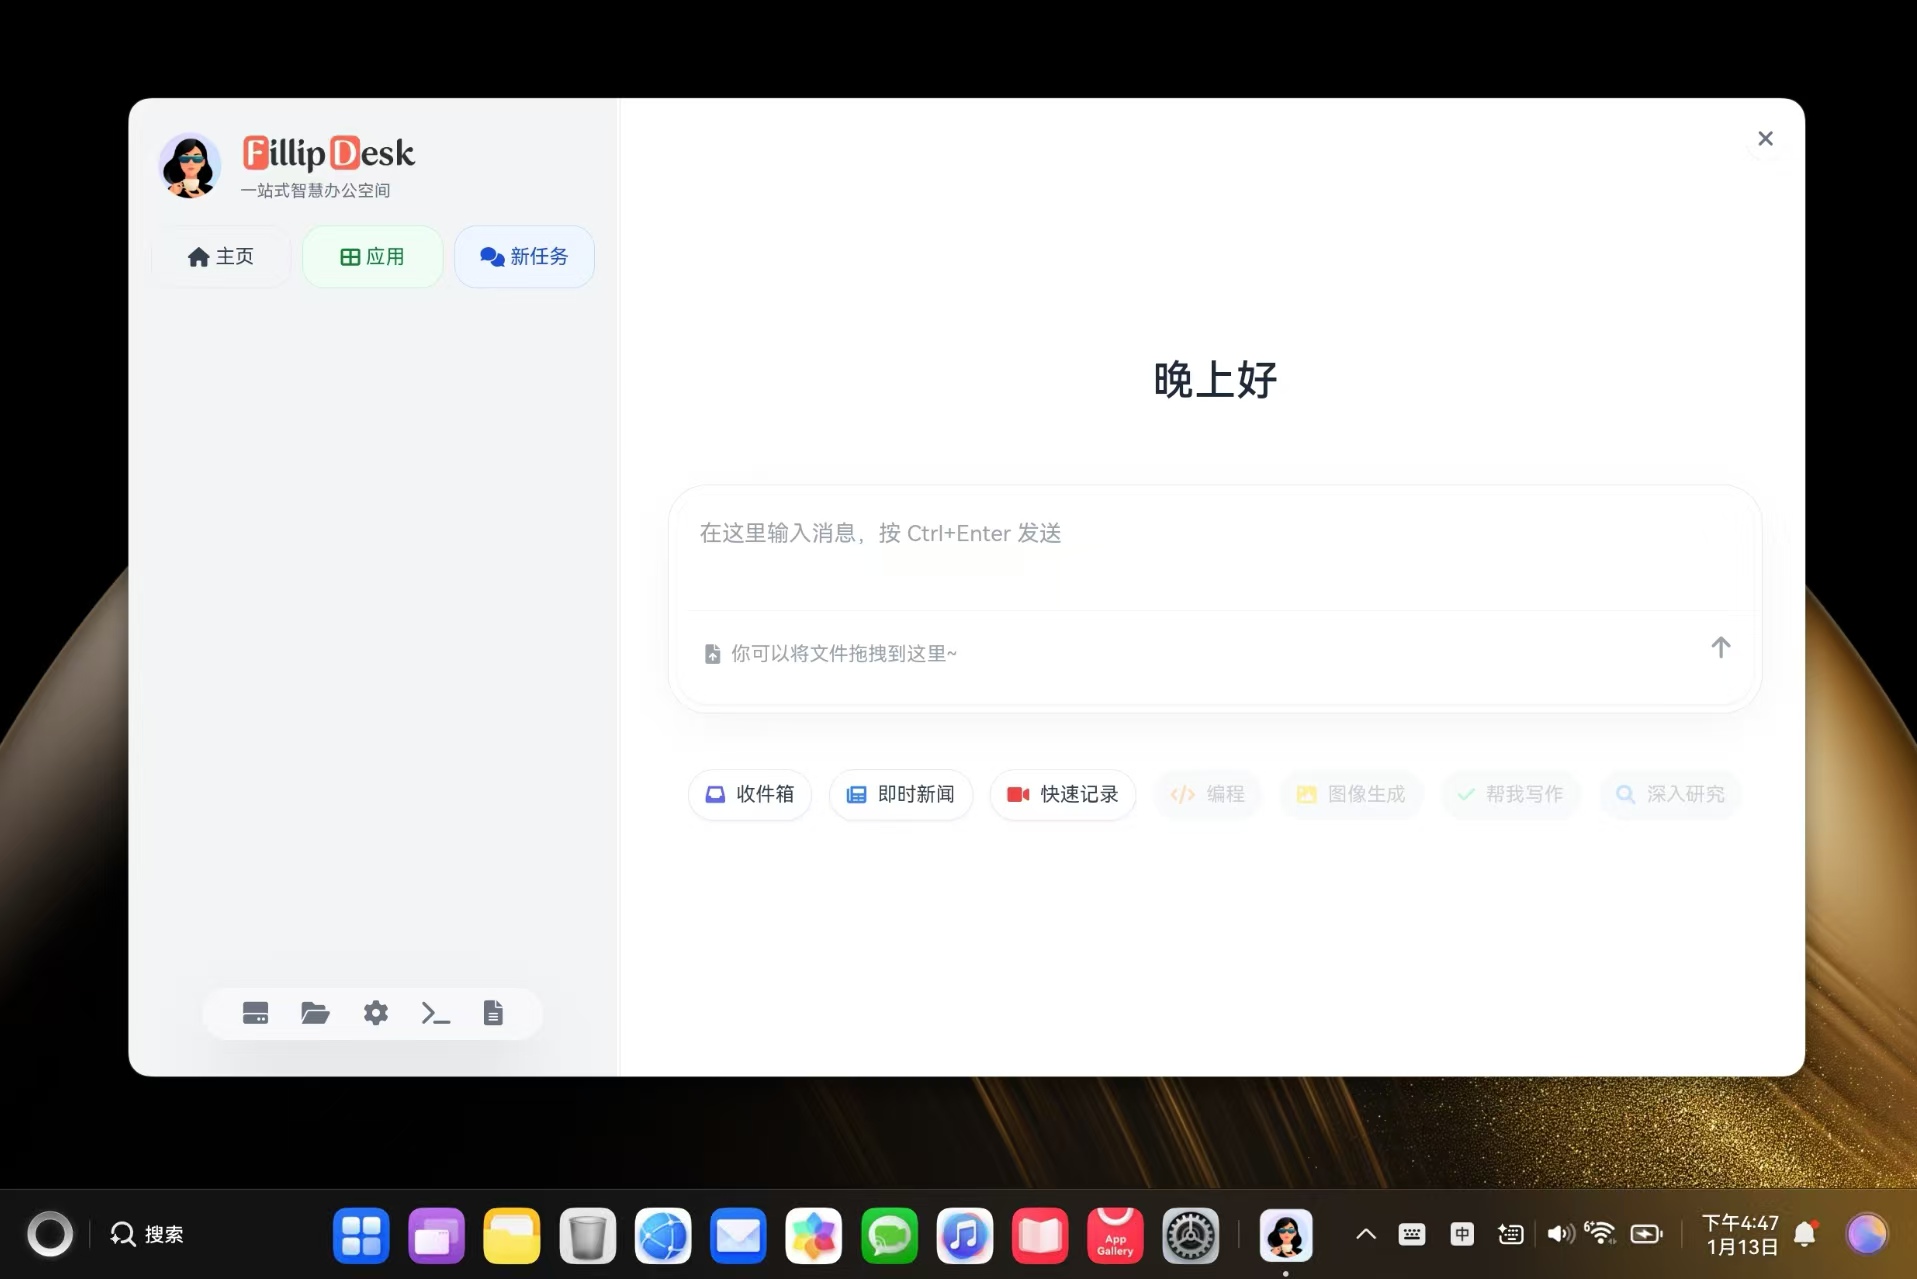 FillipDesk
一站式智慧办公空间
主页
应用
新任务
晚上好
在这里输入消息，按 Ctrl+Enter 发送
你可以将文件拖拽到这里~
收件箱
即时新闻
快速记录
编程
图像生成
帮我写作
深入研究
搜索
App
Gallery
中
下午4:47
1月13日